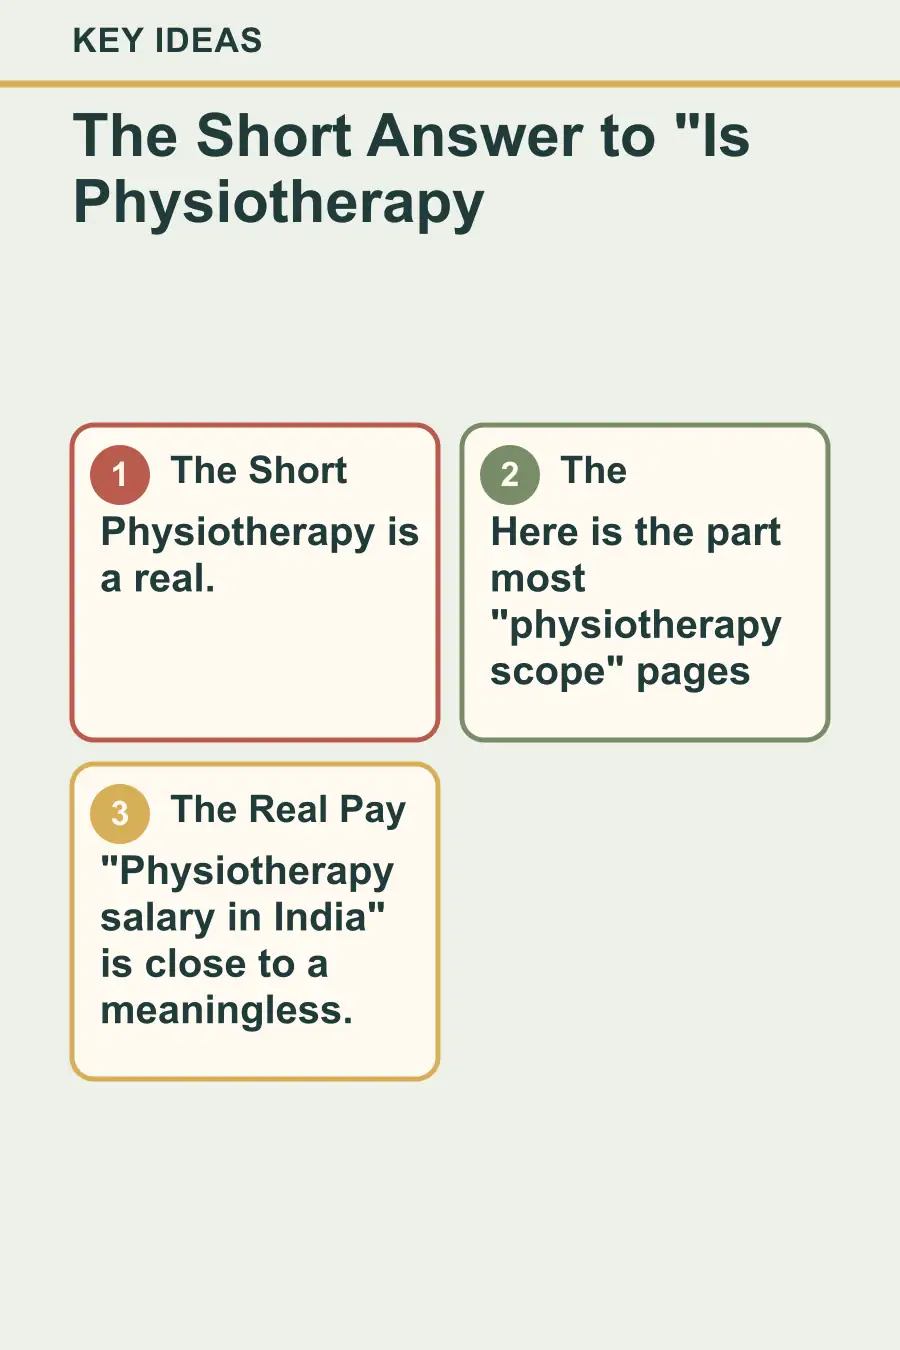 KEY IDEAS
The Short Answer to "Is
Physiotherapy
1 The Short
Physiotherapy is
a real.
2 The
Here is the part
most
"physiotherapy
scope" pages
3 The Real Pay
"Physiotherapy
salary in India"
is close to a
meaningless.